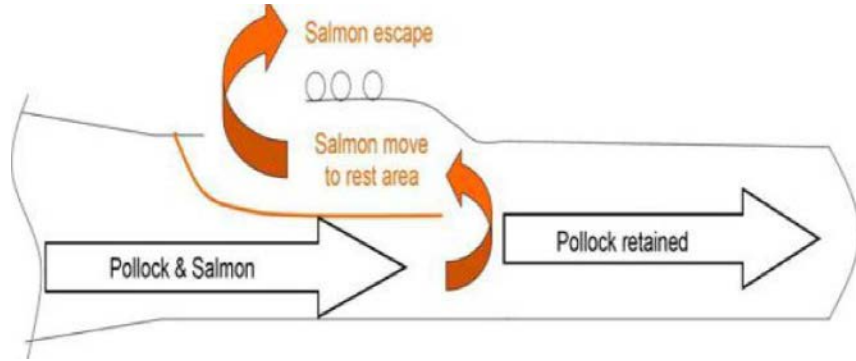 Salmon escape
Salmon move
to rest area
Pollock & Salmon
Pollock retained